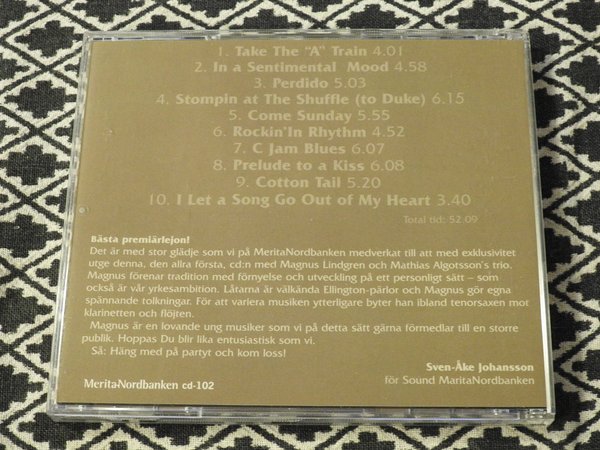 1. Take The "A" Train 4.01
2. In a Sentimental Mood 4.58
3. Perdido 5.03
4. Stompin at The Shuffle (to Duke) 6.15
5. Come Sunday 5.55
6. Rockin'In Rhythm 4.52
7. C Jam Blues 6.07
8. Prelude to a Kiss 6.08
9. Cotton Tail 5.20
10. I Let a Song Go Out of My Heart 3.40
Total tid: 52.09
Bästa premiärlejon!
Det är med stor glädje som vi på MeritaNordbanken medverkat till att med exklusivitet
utge denna, den allra första, cd:n med Magnus Lindgren och Mathias Algotsson´s trio.
Magnus förenar tradition med förnyelse och utveckling på ett personligt sätt – som
också är vår yrkesambition. Låtarna är välkända Ellington-pärlor och Magnus gör egna
spännande tolkningar. För att variera musiken ytterligare byter han ibland tenorsaxen mot
klarinetten och flöjten.
Magnus är en lovande ung musiker som vi på detta sätt gärna förmedlar till en större
publik. Hoppas Du blir lika entusiastisk som vi.
Så: Häng med på partyt och kom loss!
Sven-Åke Johansson
för Sound MaritaNordbanken
MeritaNordbanken cd-102